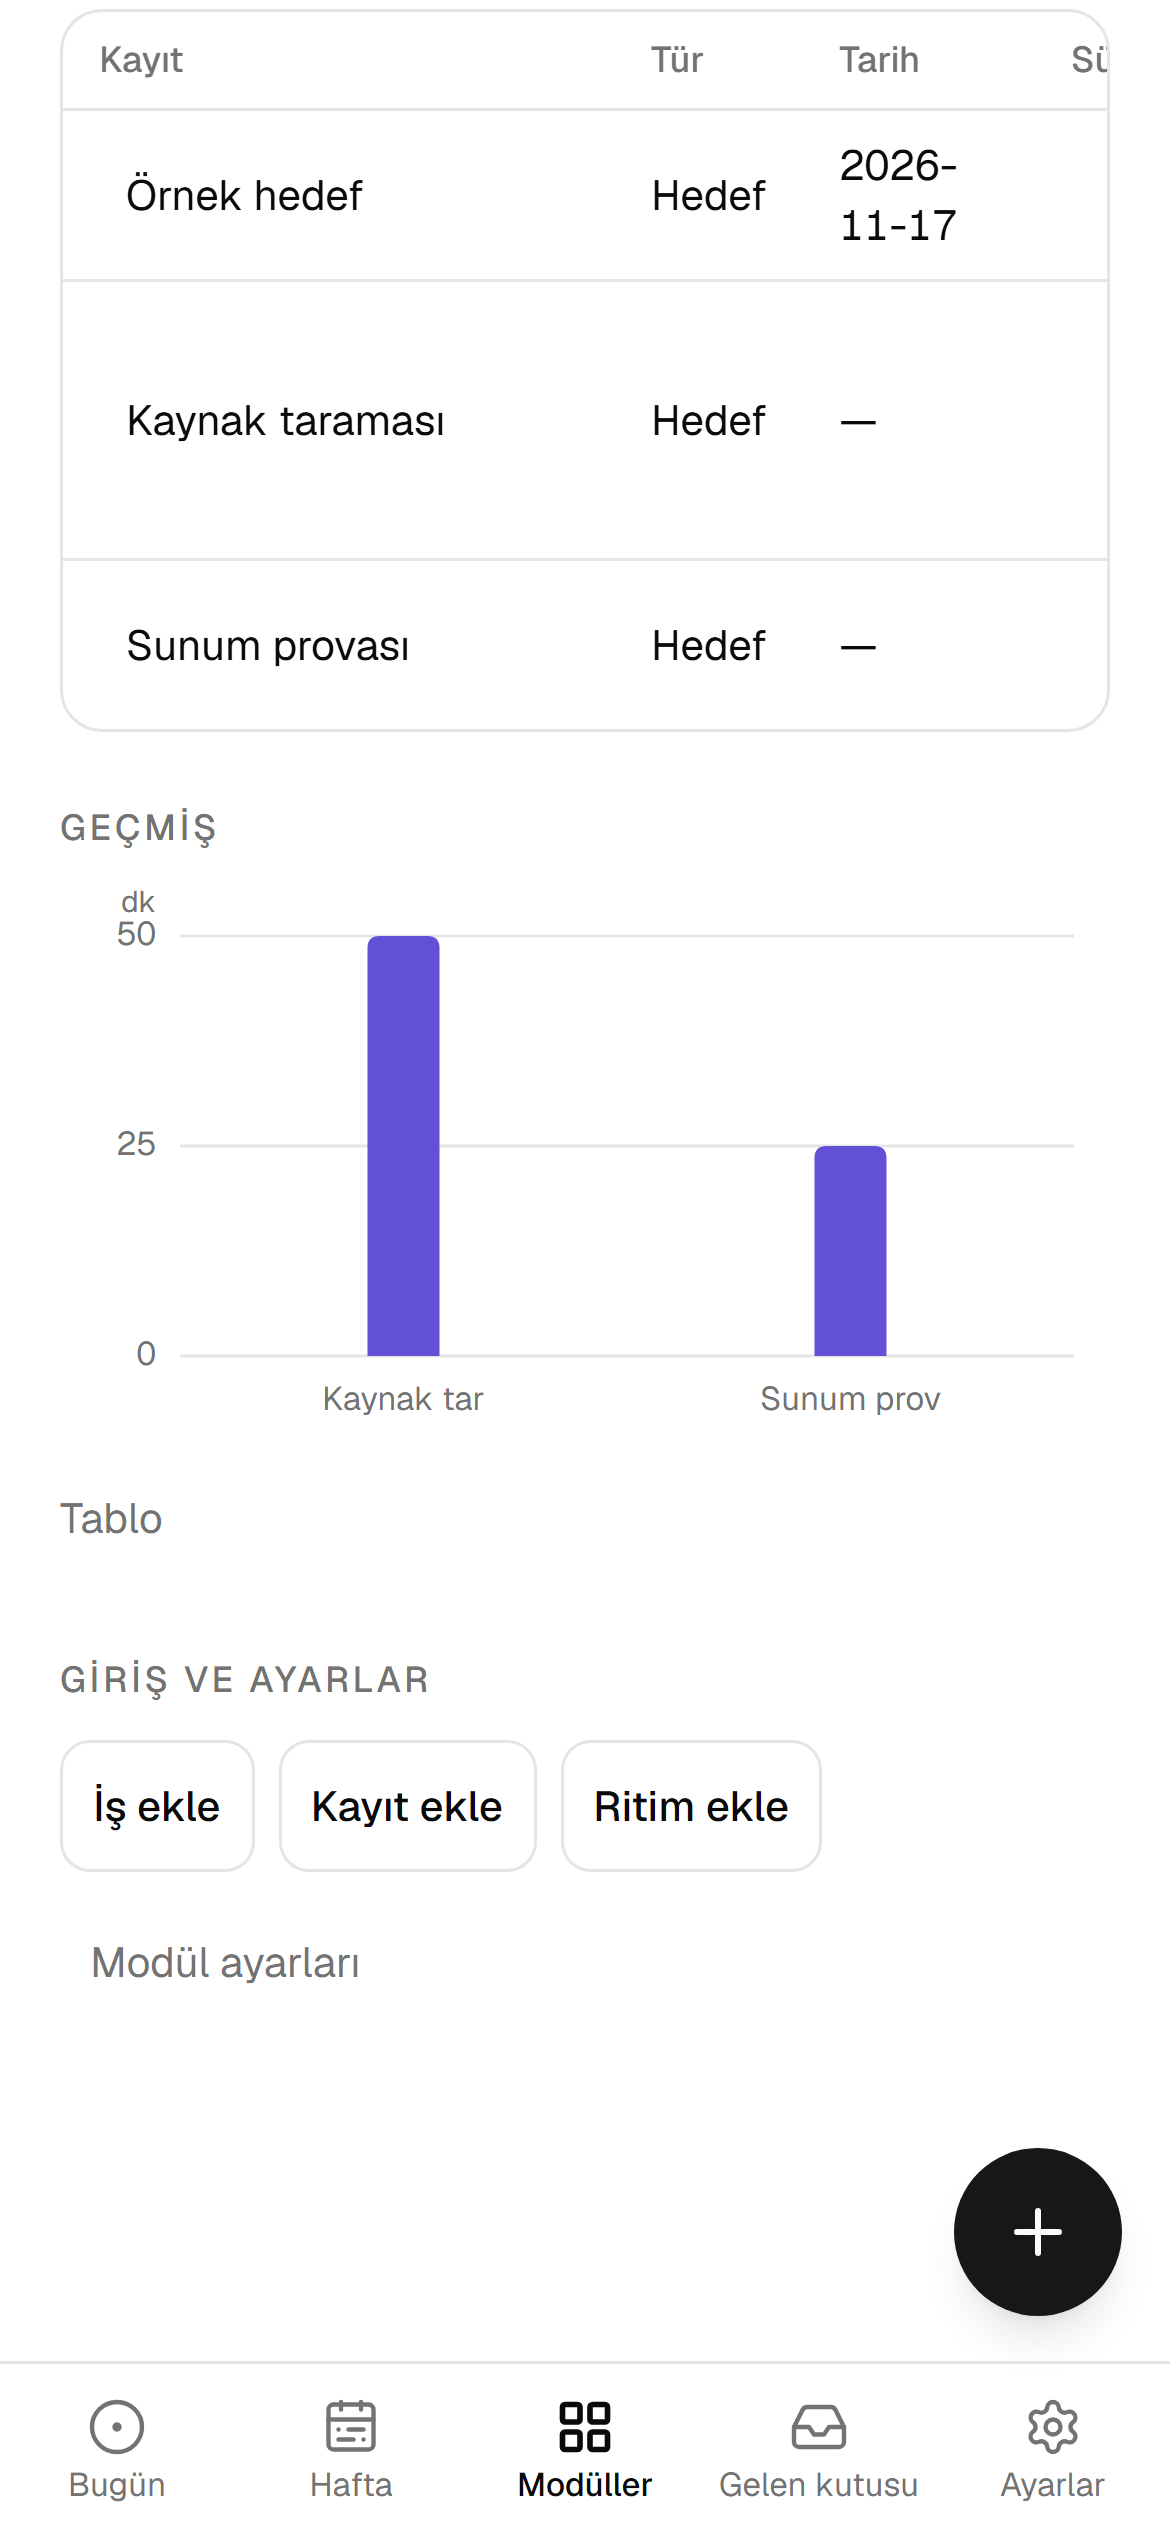 Kayıt Tür Tarih Sü
Örnek hedef Hedef 2026-
11-17
Kaynak taraması Hedef —
Sunum provası Hedef —
GEÇMİŞ
dk
50
25
0
Kaynak tar Sunum prov
Tablo
GİRİŞ VE AYARLAR
İş ekle Kayıt ekle Ritim ekle
Modül ayarları
Bugün Hafta Modüller Gelen kutusu Ayarlar